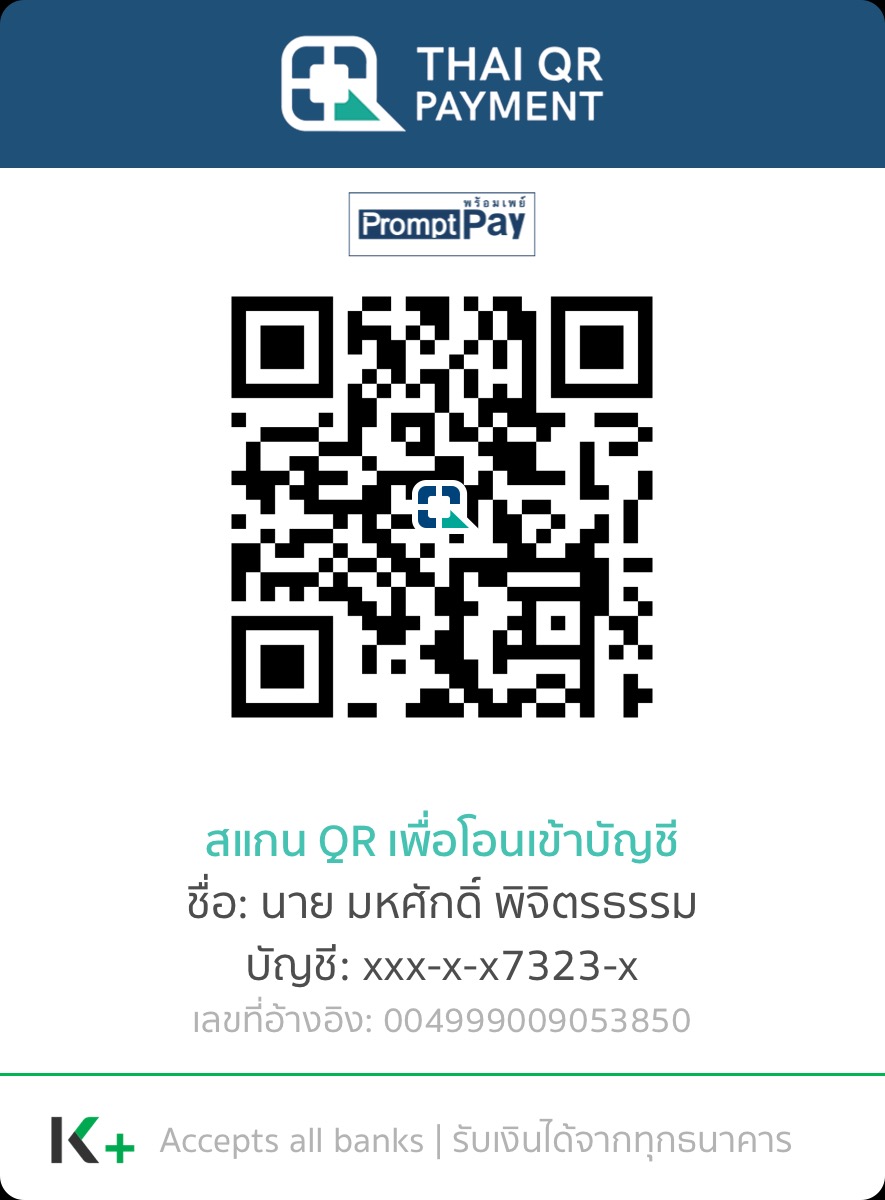 THAI QR
PAYMENT
พร้อมเพย์
PromptPay
สแกน QR เพื่อโอนเข้าบัญชี
ชื่อ: นาย มหศักดิ์ พิจิตรธรรม
บัญชี: xxx-x-x7323-x
เลขที่อ้างอิง: 004999009053850
K+ Accepts all banks | รับเงินได้จากทุกธนาคาร